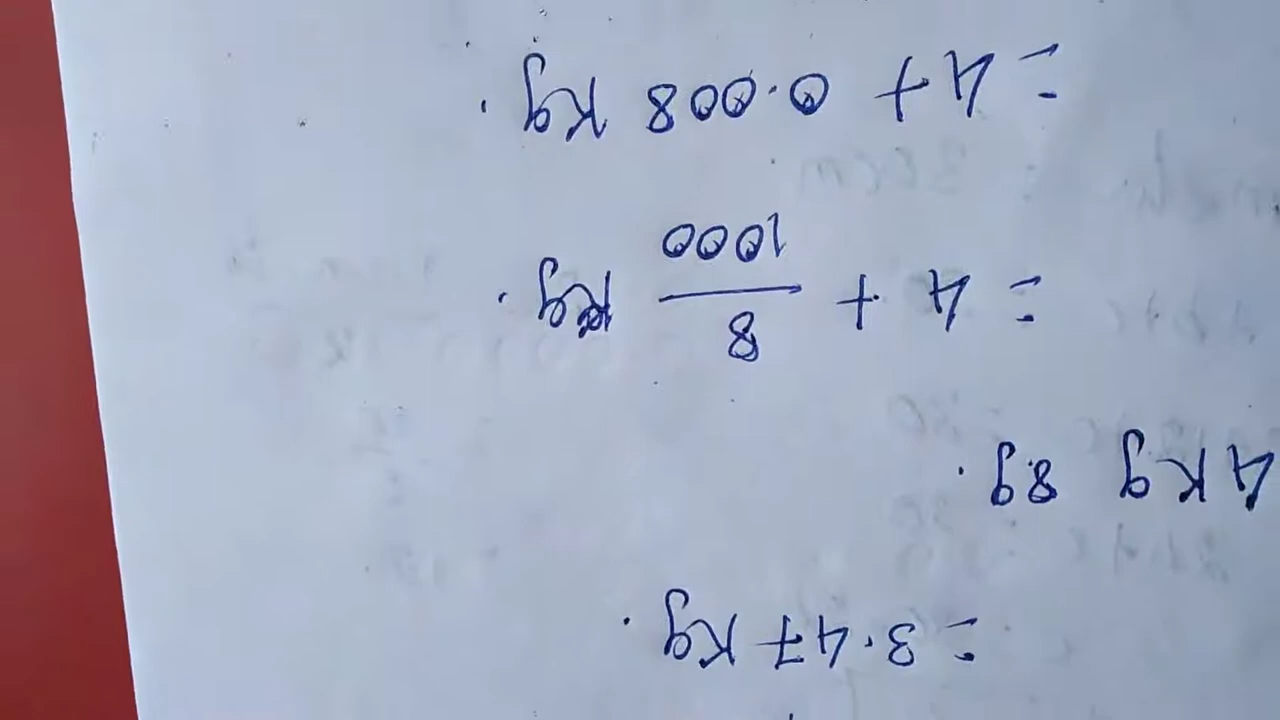 = 3.47 Kg.
4 Kg 8g.
= 4 + 8/1000 Kg.
= 4 + 0.008 Kg.